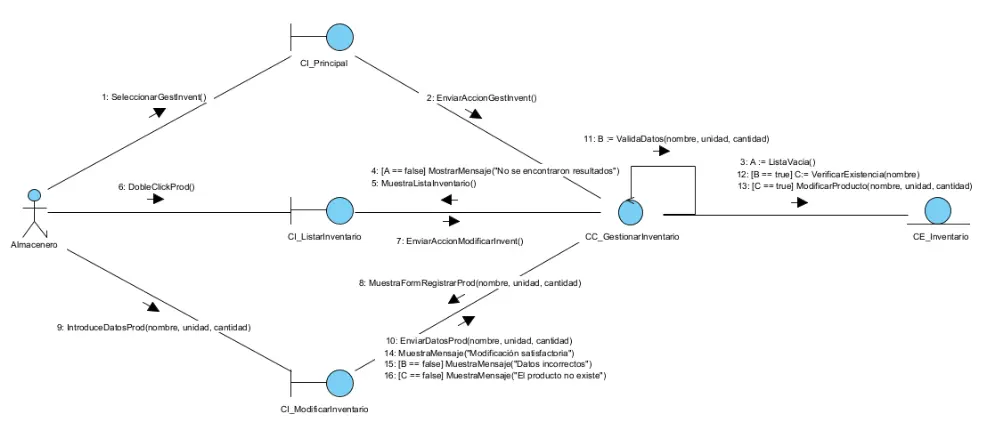 CI_Principal
1: SeleccionarGestInvent()
2: EnviarAccionGestInvent()
11: B := ValidaDatos(nombre, unidad, cantidad)
3: A := ListaVacia()
12: [B == true] C:= VerificarExistencia(nombre)
13: [C == true] ModificarProducto(nombre, unidad, cantidad)
4: [A == false] MostrarMensaje("No se encontraron resultados")
5: MuestraListaInventario()
6: DobleClickProd()
Almacenero
CI_ListarInventario
7: EnviarAccionModificarInvent()
CC_GestionarInventario
CE_Inventario
8: MuestraFormRegistrarProd(nombre, unidad, cantidad)
9: IntroduceDatosProd(nombre, unidad, cantidad)
10: EnviarDatosProd(nombre, unidad, cantidad)
14: MuestraMensaje("Modificación satisfactoria")
15: [B == false] MuestraMensaje("Datos incorrectos")
16: [C == false] MuestraMensaje("El producto no existe")
CI_ModificarInventario